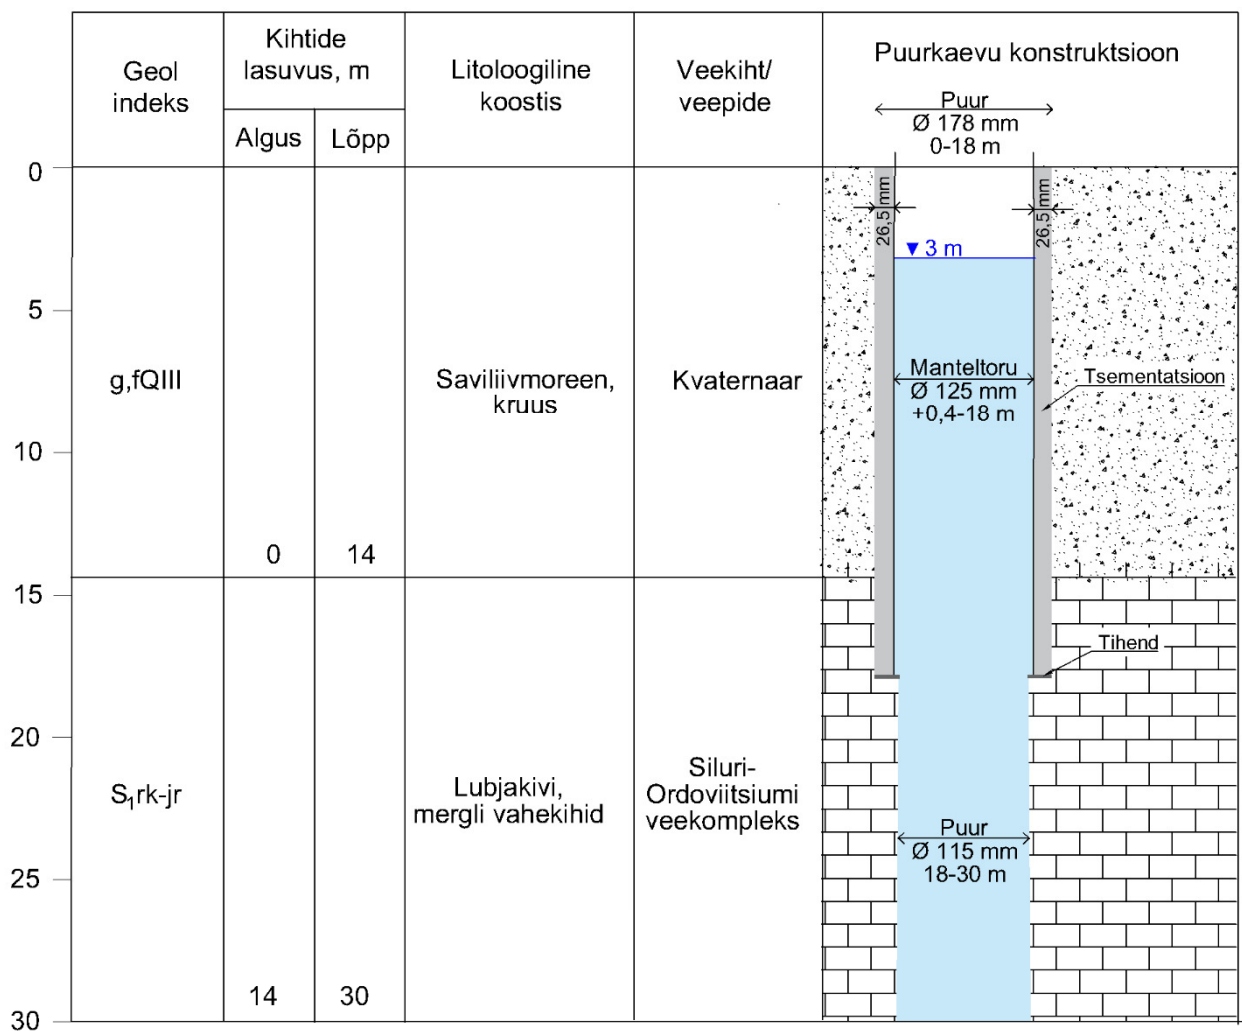 Geol
indeks
Kihtide
lasuvus, m
Algus
Lõpp
Litoloogiline
koostis
Veekiht/
veepide
Puurkaevu konstruktsioon
Puur
Ø 178 mm
0-18 m
0
5
10
15
20
25
30
g,fQIII
0
14
Saviliivmoreen,
kruus
Kvaternaar
26,5 mm
26,5 mm
▼ 3 m
Manteltoru
Ø 125 mm
+0,4-18 m
Tsementatsioon
Tihend
S₁rk-jr
14
30
Lubjakivi,
mergli vahekihid
Siluri-
Ordoviitsiumi
veekompleks
Puur
Ø 115 mm
18-30 m